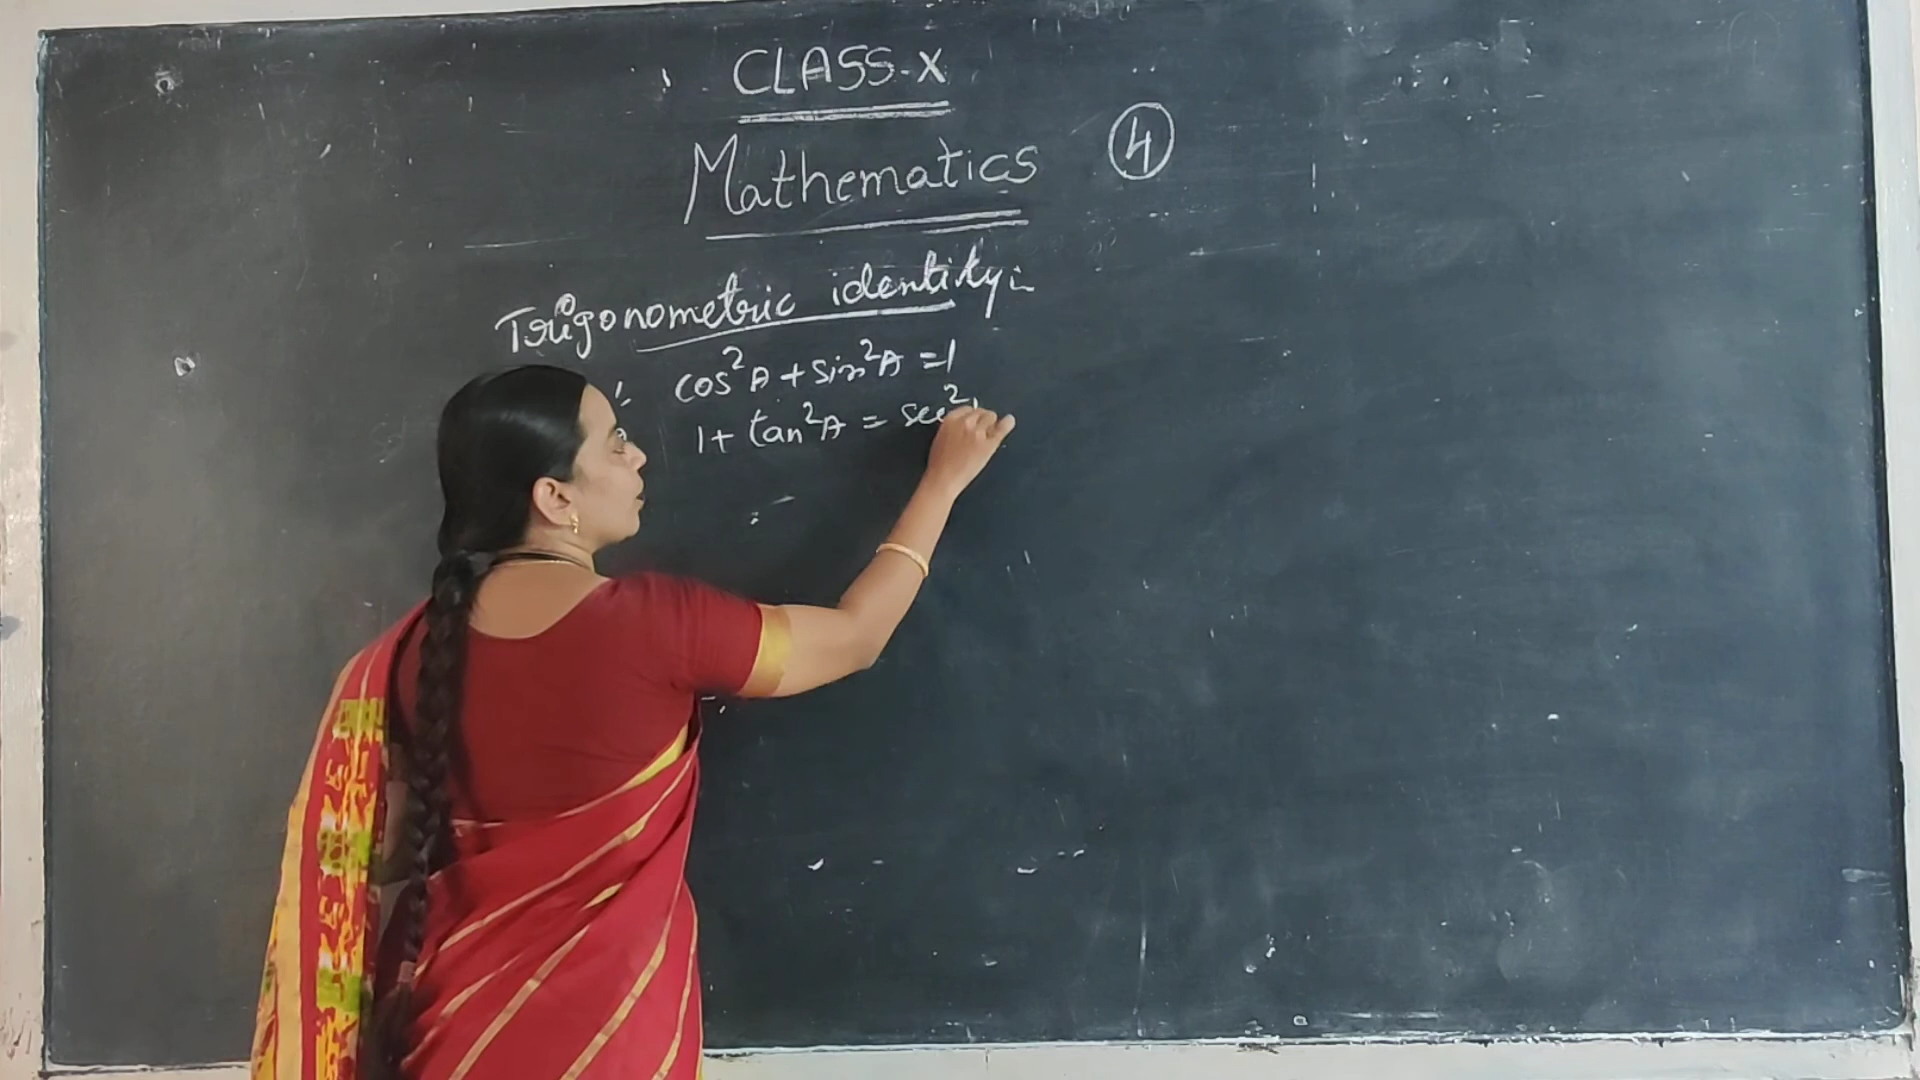 CLASS-X
Mathematics 4
Trigonometric identity:
cos²A + sin²A = 1
1 + tan²A = sec²